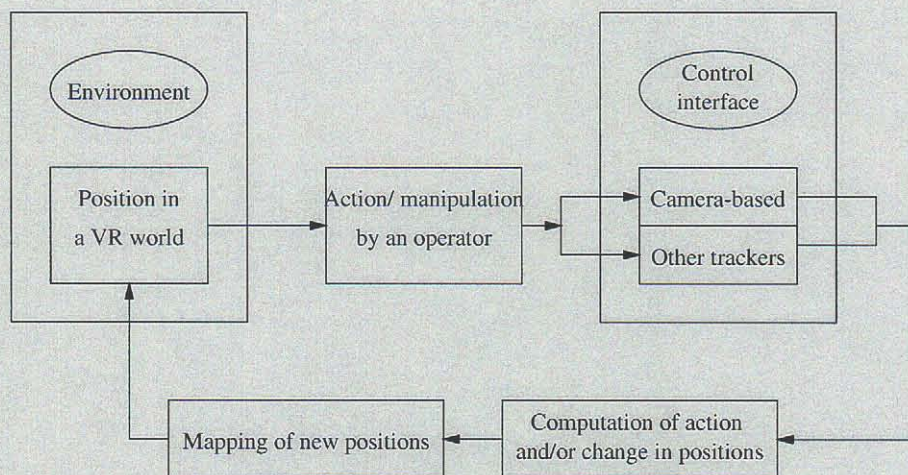 Environment
Position in
a VR world
Action/ manipulation
by an operator
Control
interface
Camera-based
Other trackers
Mapping of new positions
Computation of action
and/or change in positions